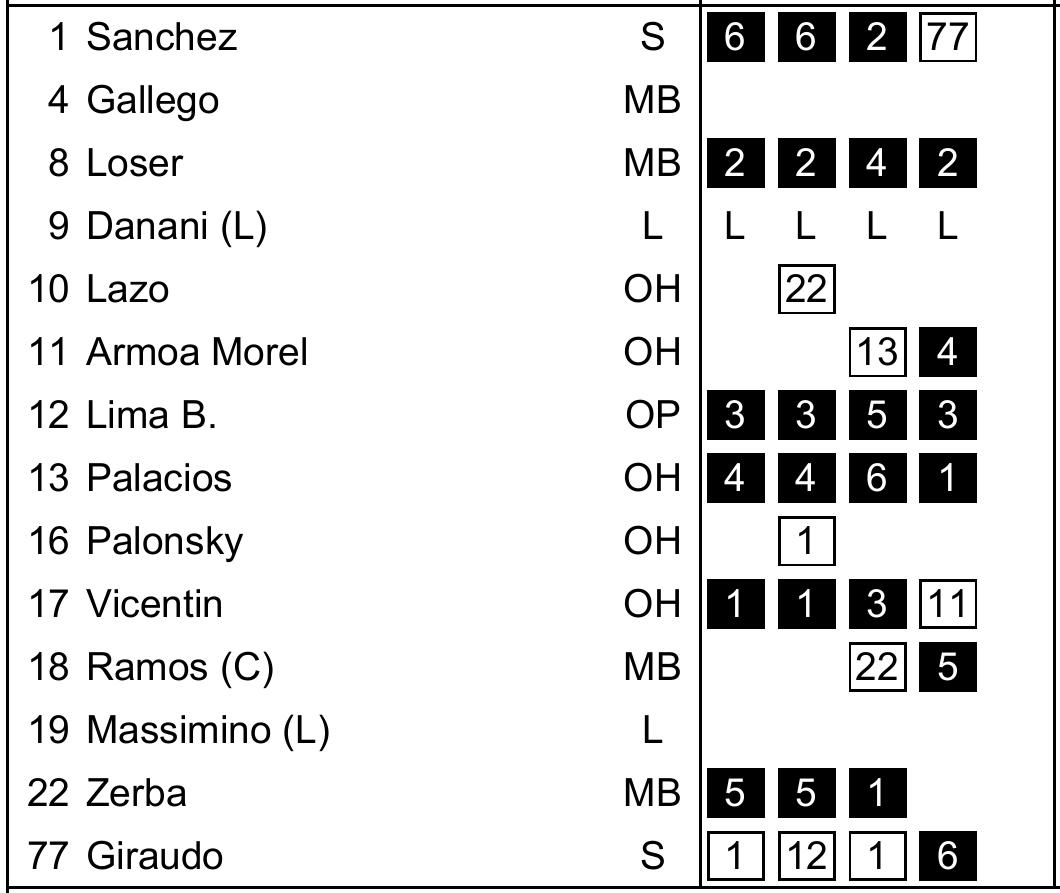 1 Sanchez S 6 6 2 77
4 Gallego MB
8 Loser MB 2 2 4 2
9 Danani (L) L L L L L
10 Lazo OH 22
11 Armoa Morel OH 13 4
12 Lima B. OP 3 3 5 3
13 Palacios OH 4 4 6 1
16 Palonsky OH 1
17 Vicentin OH 1 1 3 11
18 Ramos (C) MB 22 5
19 Massimino (L) L
22 Zerba MB 5 5 1
77 Giraudo S 1 12 1 6